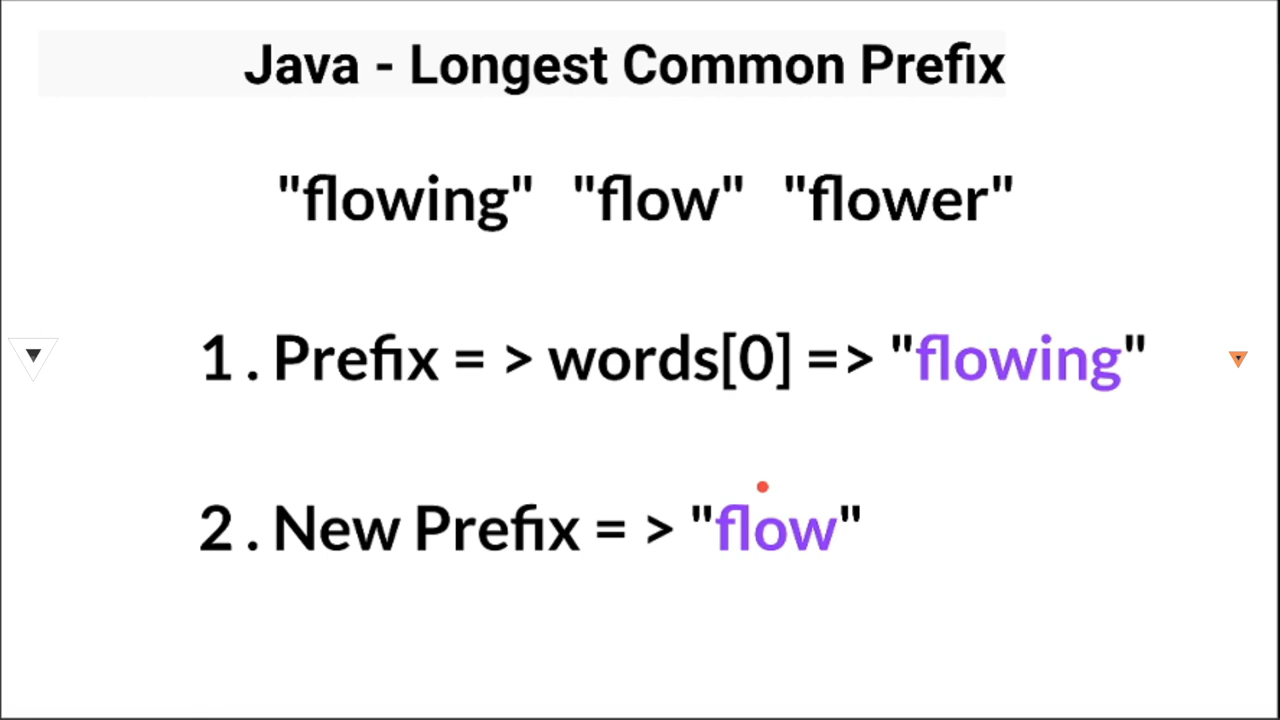 Java - Longest Common Prefix
"flowing" "flow" "flower"
1 . Prefix = > words[0] => "flowing"
2 . New Prefix = > "flow"